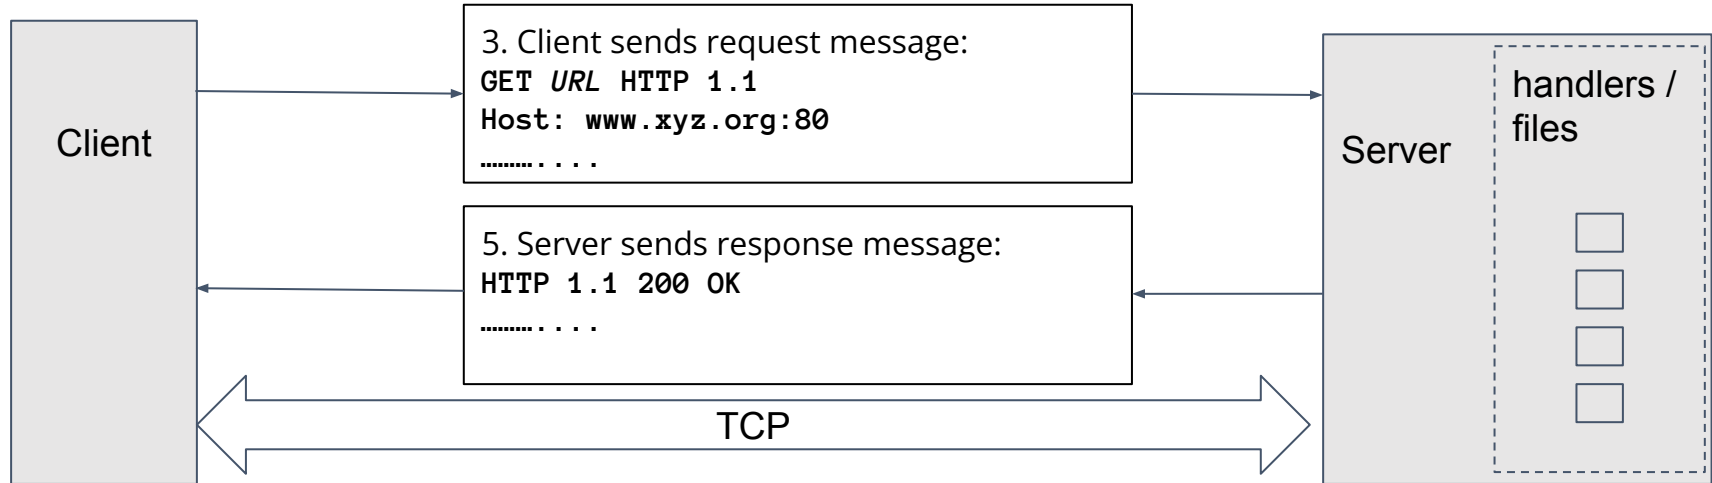 Client
3. Client sends request message:
GET URL HTTP 1.1
Host: www.xyz.org:80
………....
5. Server sends response message:
HTTP 1.1 200 OK
………....
TCP
Server
handlers /
files